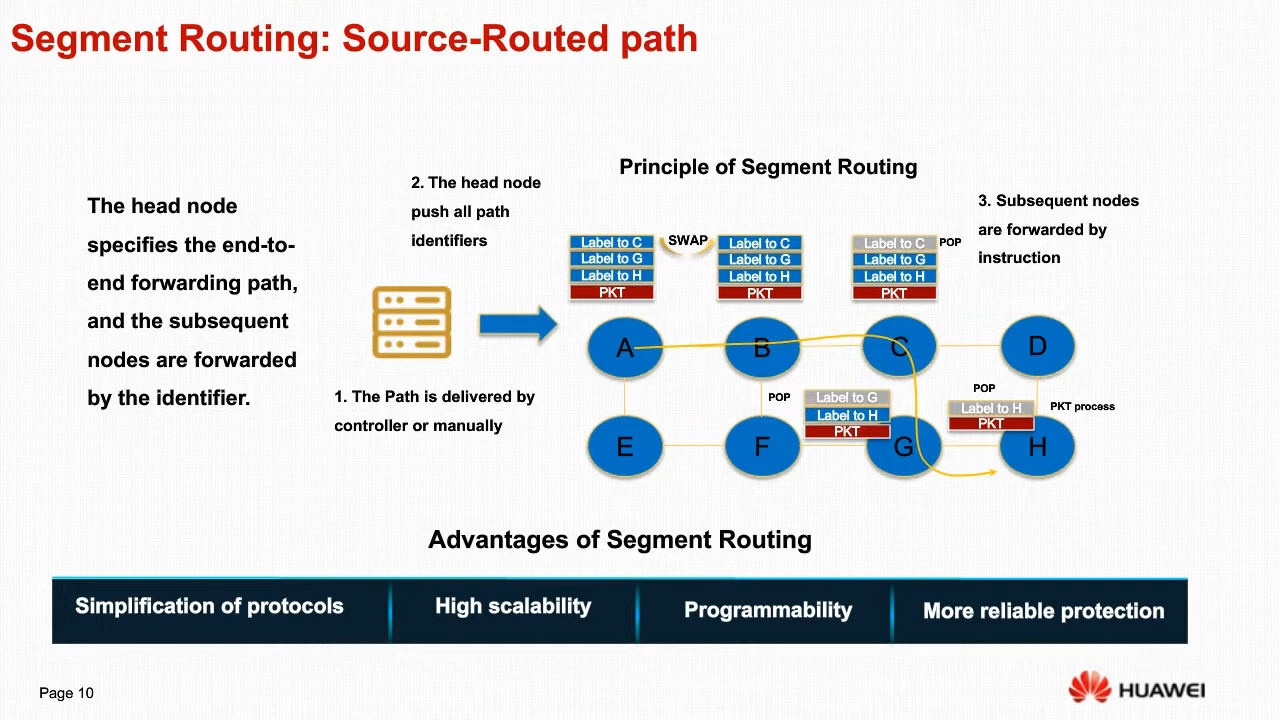 Segment Routing: Source-Routed path
Principle of Segment Routing
The head node
specifies the end-to-
end forwarding path,
and the subsequent
nodes are forwarded
by the identifier.
2. The head node
push all path
identifiers
1. The Path is delivered by
controller or manually
3. Subsequent nodes
are forwarded by
instruction
Label to C
Label to G
Label to H
PKT
SWAP
Label to C
Label to G
Label to H
PKT
Label to C
Label to G
Label to H
PKT
POP
A
B
C
D
POP
Label to G
Label to H
PKT
POP
Label to H
PKT
PKT process
E
F
G
H
Advantages of Segment Routing
Simplification of protocols
High scalability
Programmability
More reliable protection
Page 10
HUAWEI